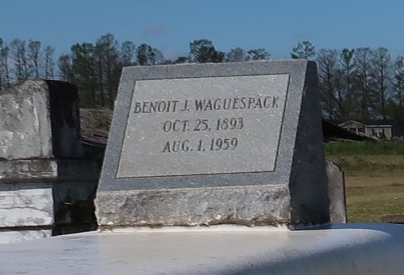 BENOIT J. WAGUESPACK
OCT. 25, 1893
AUG. 1, 1959